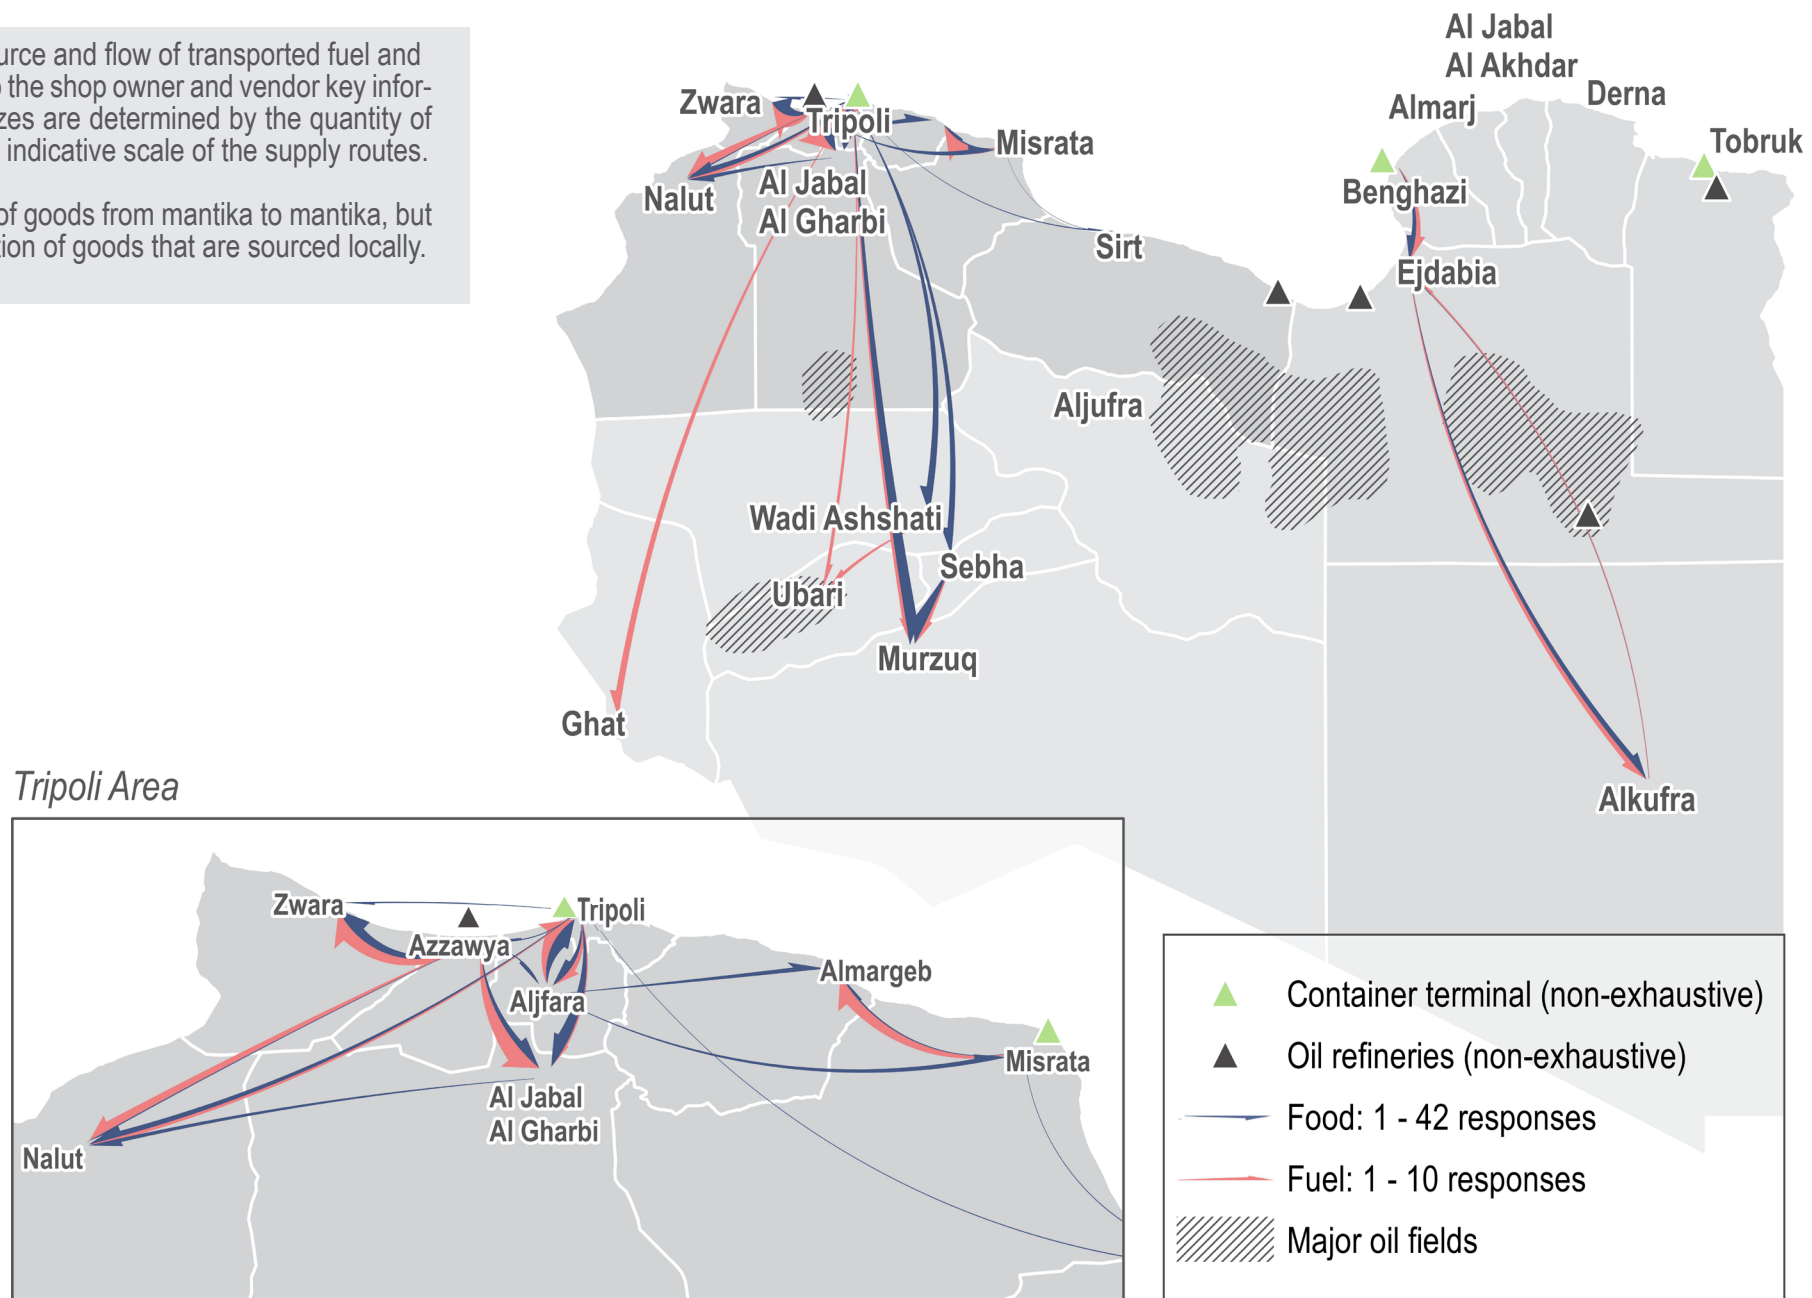 urce and flow of transported fuel and
the shop owner and vendor key infor-
zes are determined by the quantity of
indicative scale of the supply routes.
of goods from mantika to mantika, but
tion of goods that are sourced locally.
Al Jabal
Al Akhdar
Derna
Almarj
Tobruk
Zwara
Tripoli
Misrata
Benghazi
Nalut
Al Jabal
Al Gharbi
Sirt
Ejdabia
Aljufra
Wadi Ashshati
Sebha
Ubari
Murzuq
Ghat
Alkufra
Tripoli Area
Zwara
Tripoli
Azzawya
Almargeb
Aljfara
Misrata
Al Jabal
Al Gharbi
Nalut
Container terminal (non-exhaustive)
Oil refineries (non-exhaustive)
Food: 1 - 42 responses
Fuel: 1 - 10 responses
Major oil fields